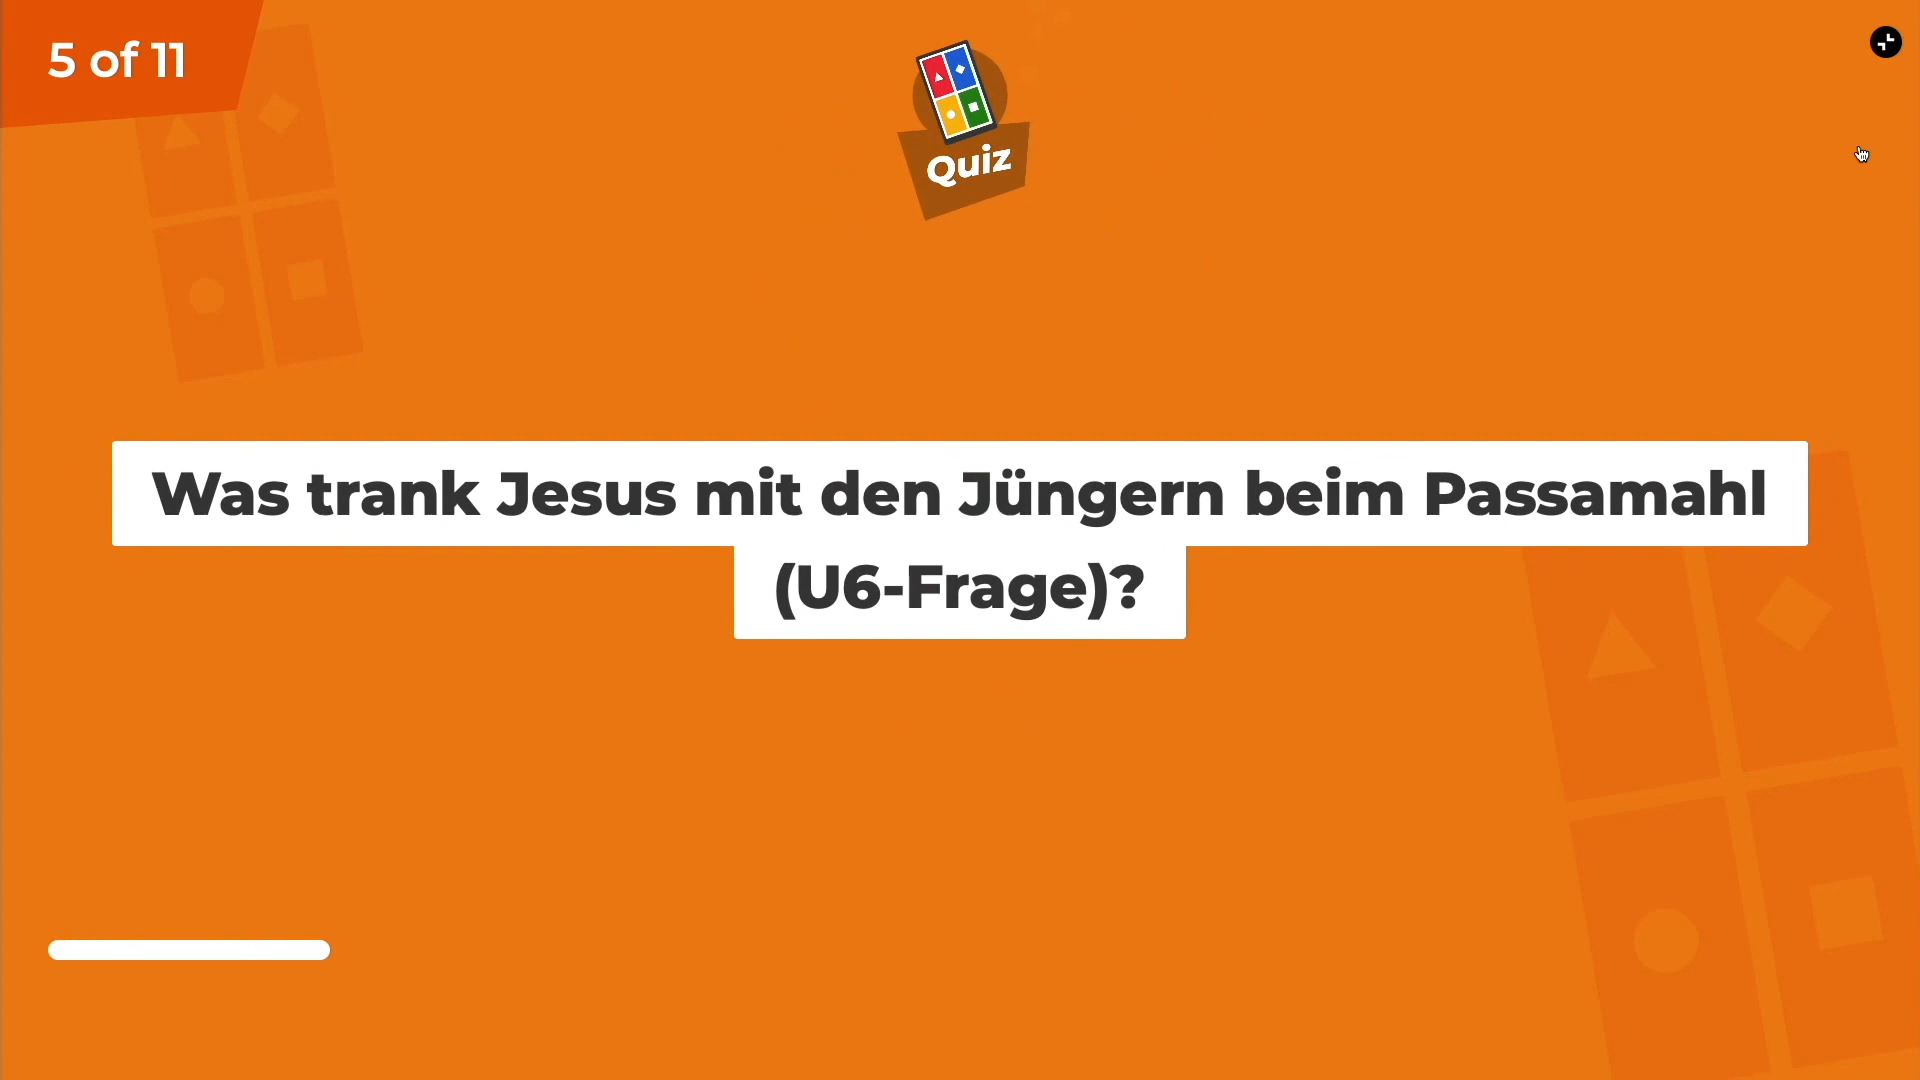 5 of 11
Quiz
Was trank Jesus mit den Jüngern beim Passamahl
(U6-Frage)?